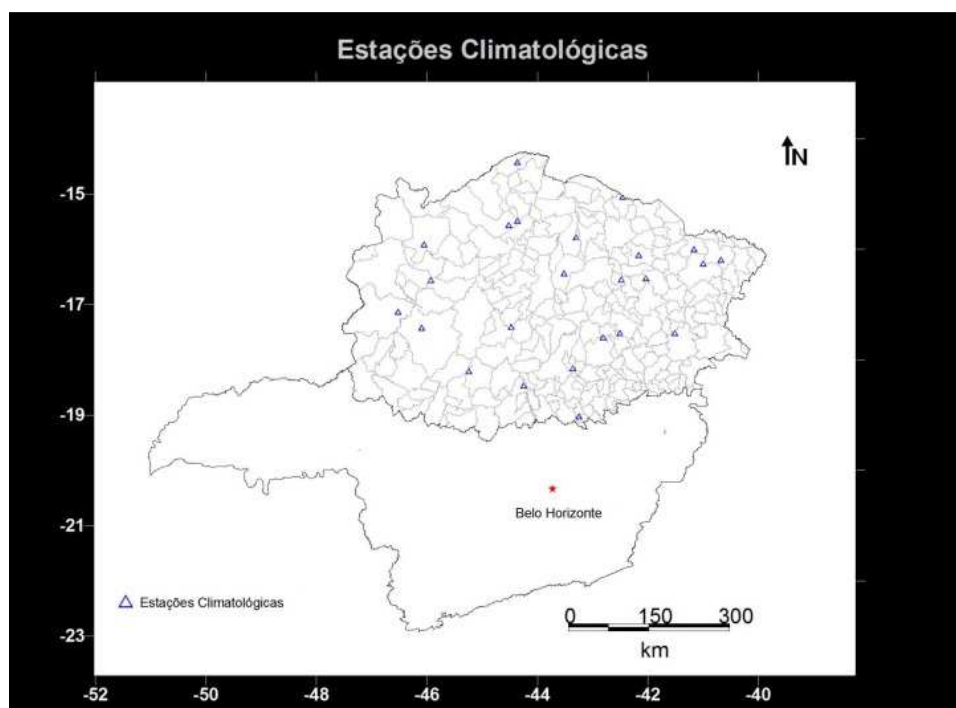 Estações Climatológicas
-52 -50 -48 -46 -44 -42 -40
-15
-17
-19
-21
-23
N
Belo Horizonte
Estações Climatológicas
0 150 300
km